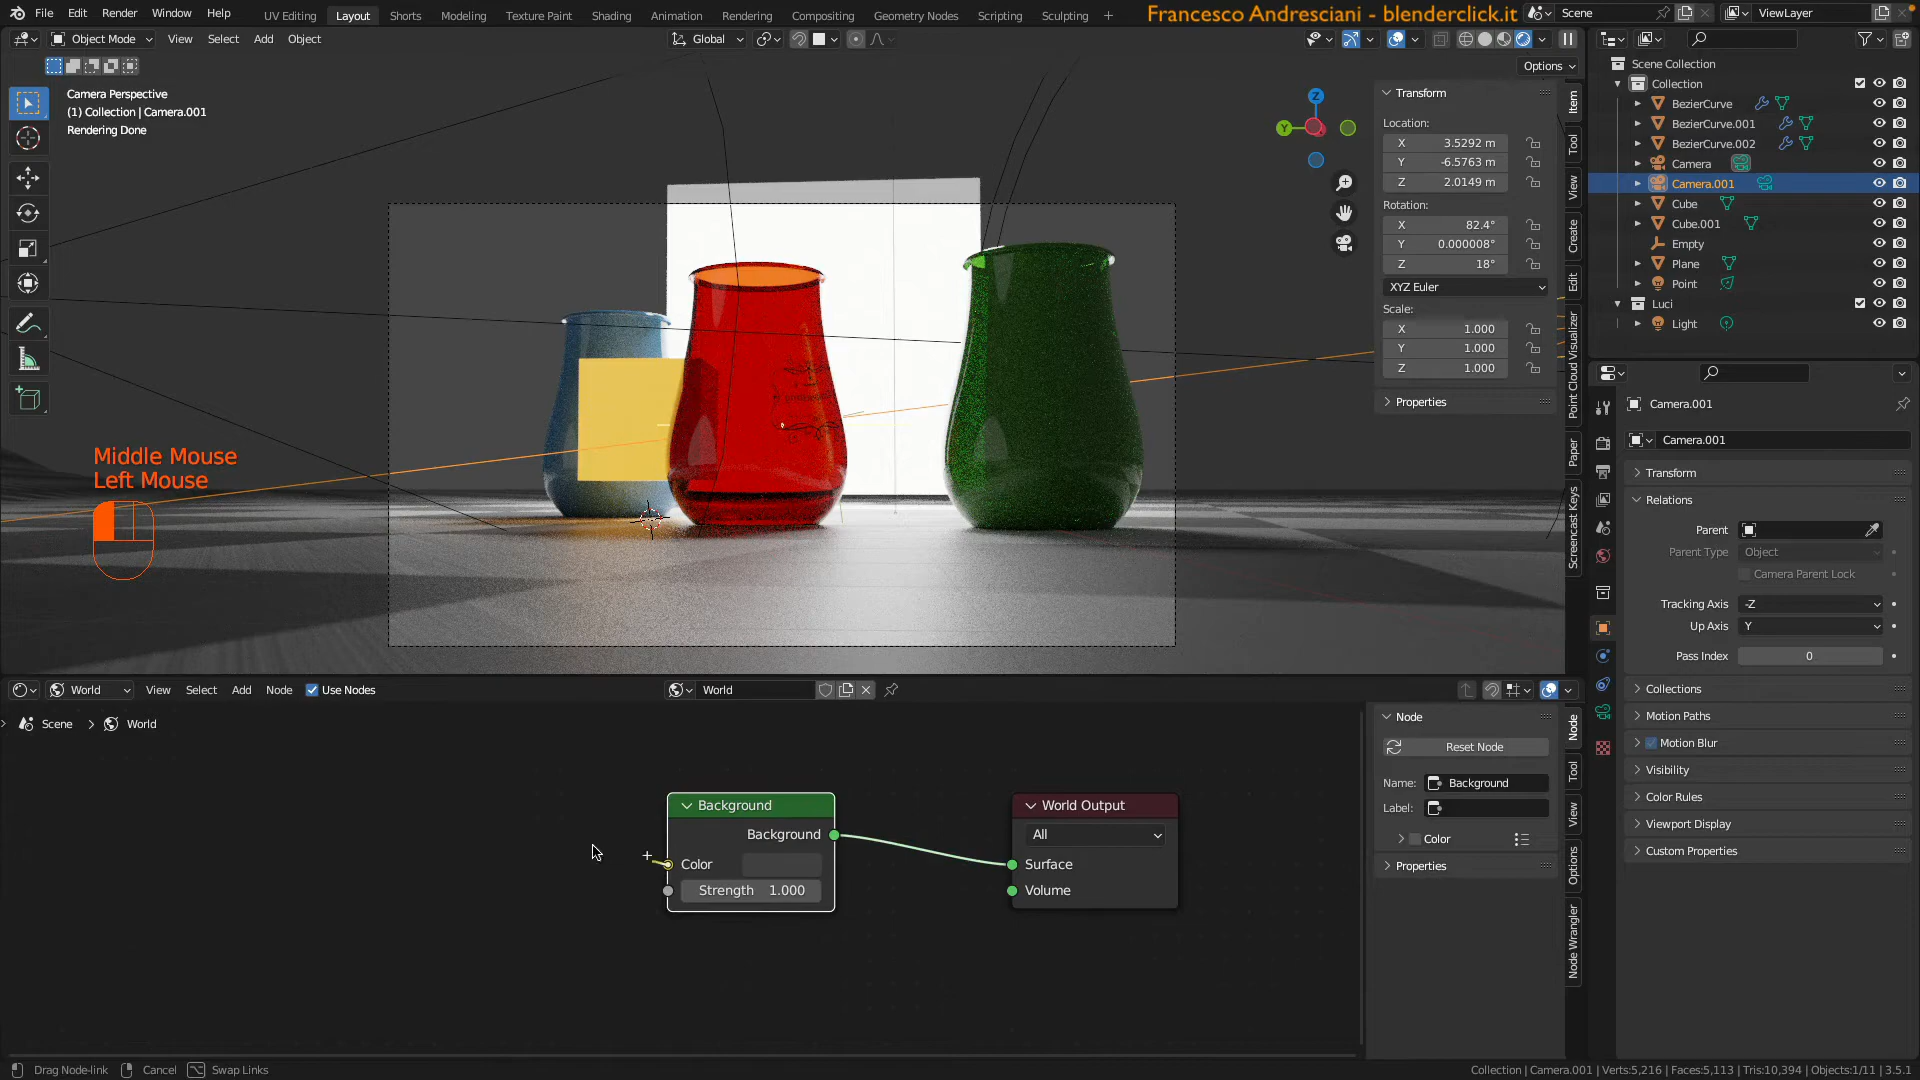 File Edit Render Window Help
UV Editing Layout Shorts Modeling Texture Paint Shading Animation Rendering Compositing Geometry Nodes Scripting Sculpting +
Francesco Andresciani - blenderclick.it
Scene
ViewLayer
Object Mode View Select Add Object
Global
Options
Camera Perspective
(1) Collection | Camera.001
Rendering Done
Z
Y
Transform
Location:
X 3.5292 m
Y -6.5763 m
Z 2.0149 m
Rotation:
X 82.4°
Y 0.000008°
Z 18°
XYZ Euler
Scale:
X 1.000
Y 1.000
Z 1.000
Properties
Item
Tool
View
Create
Edit
Point Cloud Visualizer
Paper
Screencast Keys
Middle Mouse
Left Mouse
Scene Collection
Collection
BezierCurve
BezierCurve.001
BezierCurve.002
Camera
Camera.001
Cube
Cube.001
Empty
Plane
Point
Luci
Light
Camera.001
Camera.001
Transform
Relations
Parent
Parent Type Object
Camera Parent Lock
Tracking Axis -Z
Up Axis Y
Pass Index 0
Collections
Motion Paths
Motion Blur
Visibility
Color Rules
Viewport Display
Custom Properties
World View Select Add Node Use Nodes
World
Scene > World
Background
Background
Color
Strength 1.000
World Output
All
Surface
Volume
Node
Reset Node
Name: Background
Label:
Color
Properties
Node
Tool
View
Options
Node Wrangler
Drag Node-link Cancel Swap Links
Collection | Camera.001 | Verts:5,216 | Faces:5,113 | Tris:10,394 | Objects:1/11 | 3.5.1